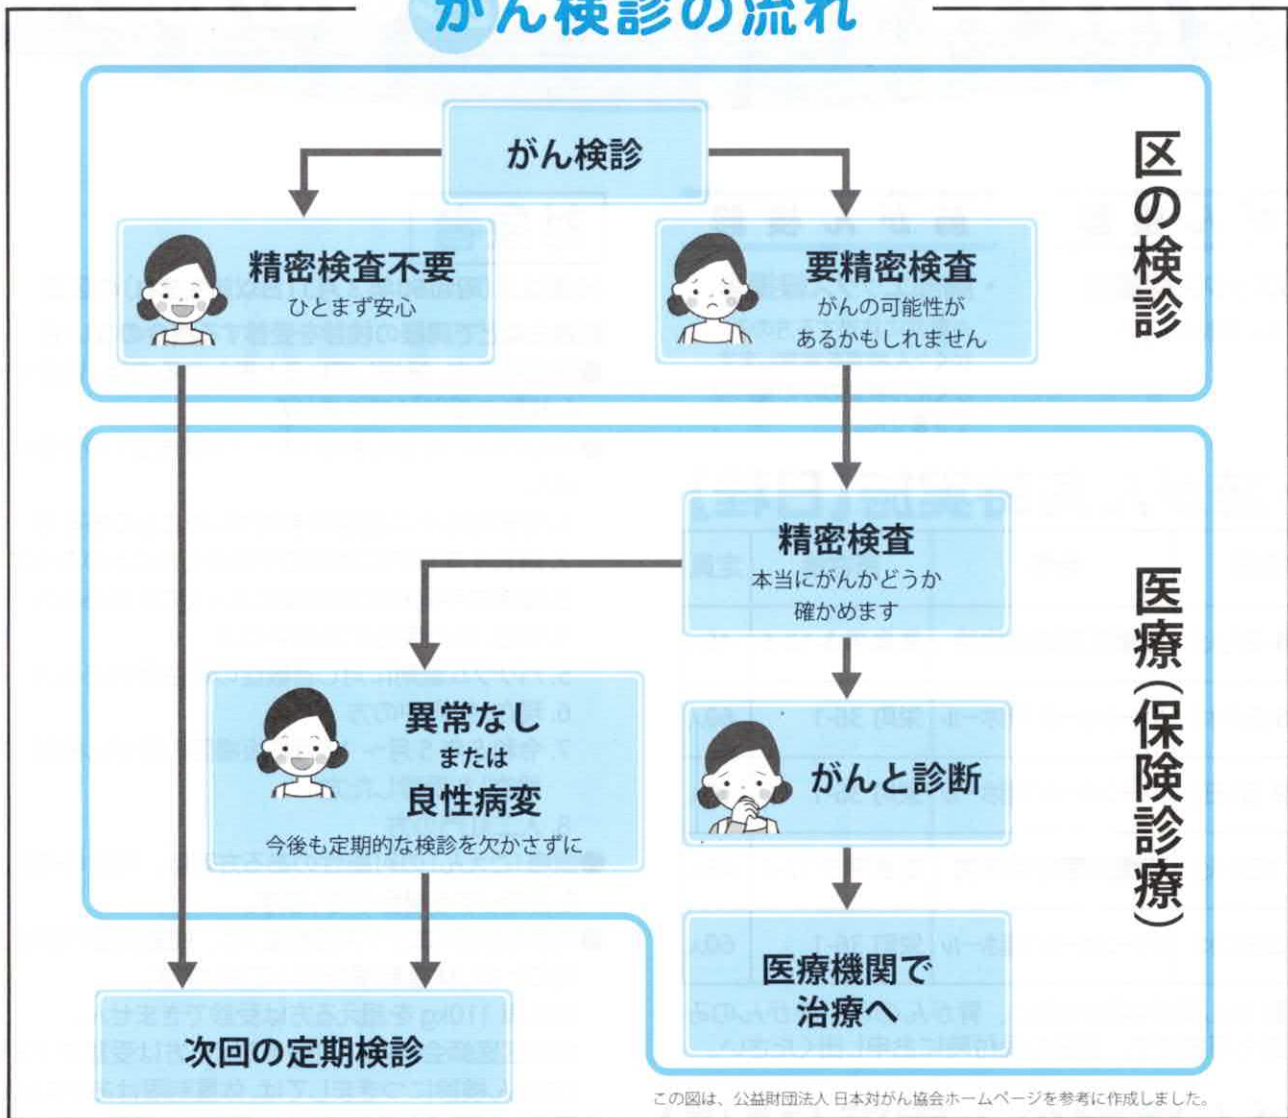 がん検診の流れ
区の検診
がん検診
精密検査不要
ひとまず安心
要精密検査
がんの可能性が
あるかもしれません
医療（保険診療）
精密検査
本当にがんかどうか
確かめます
異常なし
または
良性病変
今後も定期的な検診を欠かさずに
がんと診断
医療機関で
治療へ
次回の定期検診
この図は、公益財団法人 日本対がん協会ホームページを参考に作成しました。